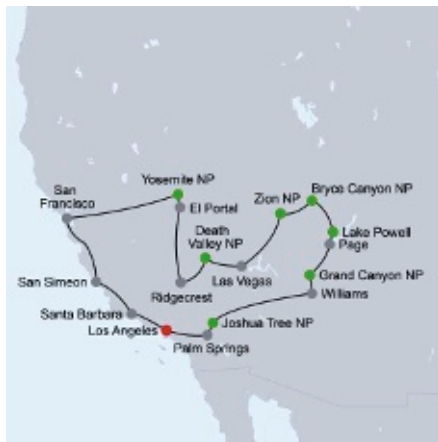 Yosemite NP
San
Francisco
El Portal
Zion NP
Bryce Canyon NP
Death
Valley NP
Lake Powell
Page
San Simeon
Ridgecrest
Las Vegas
Grand Canyon NP
Williams
Santa Barbara
Los Angeles
Joshua Tree NP
Palm Springs